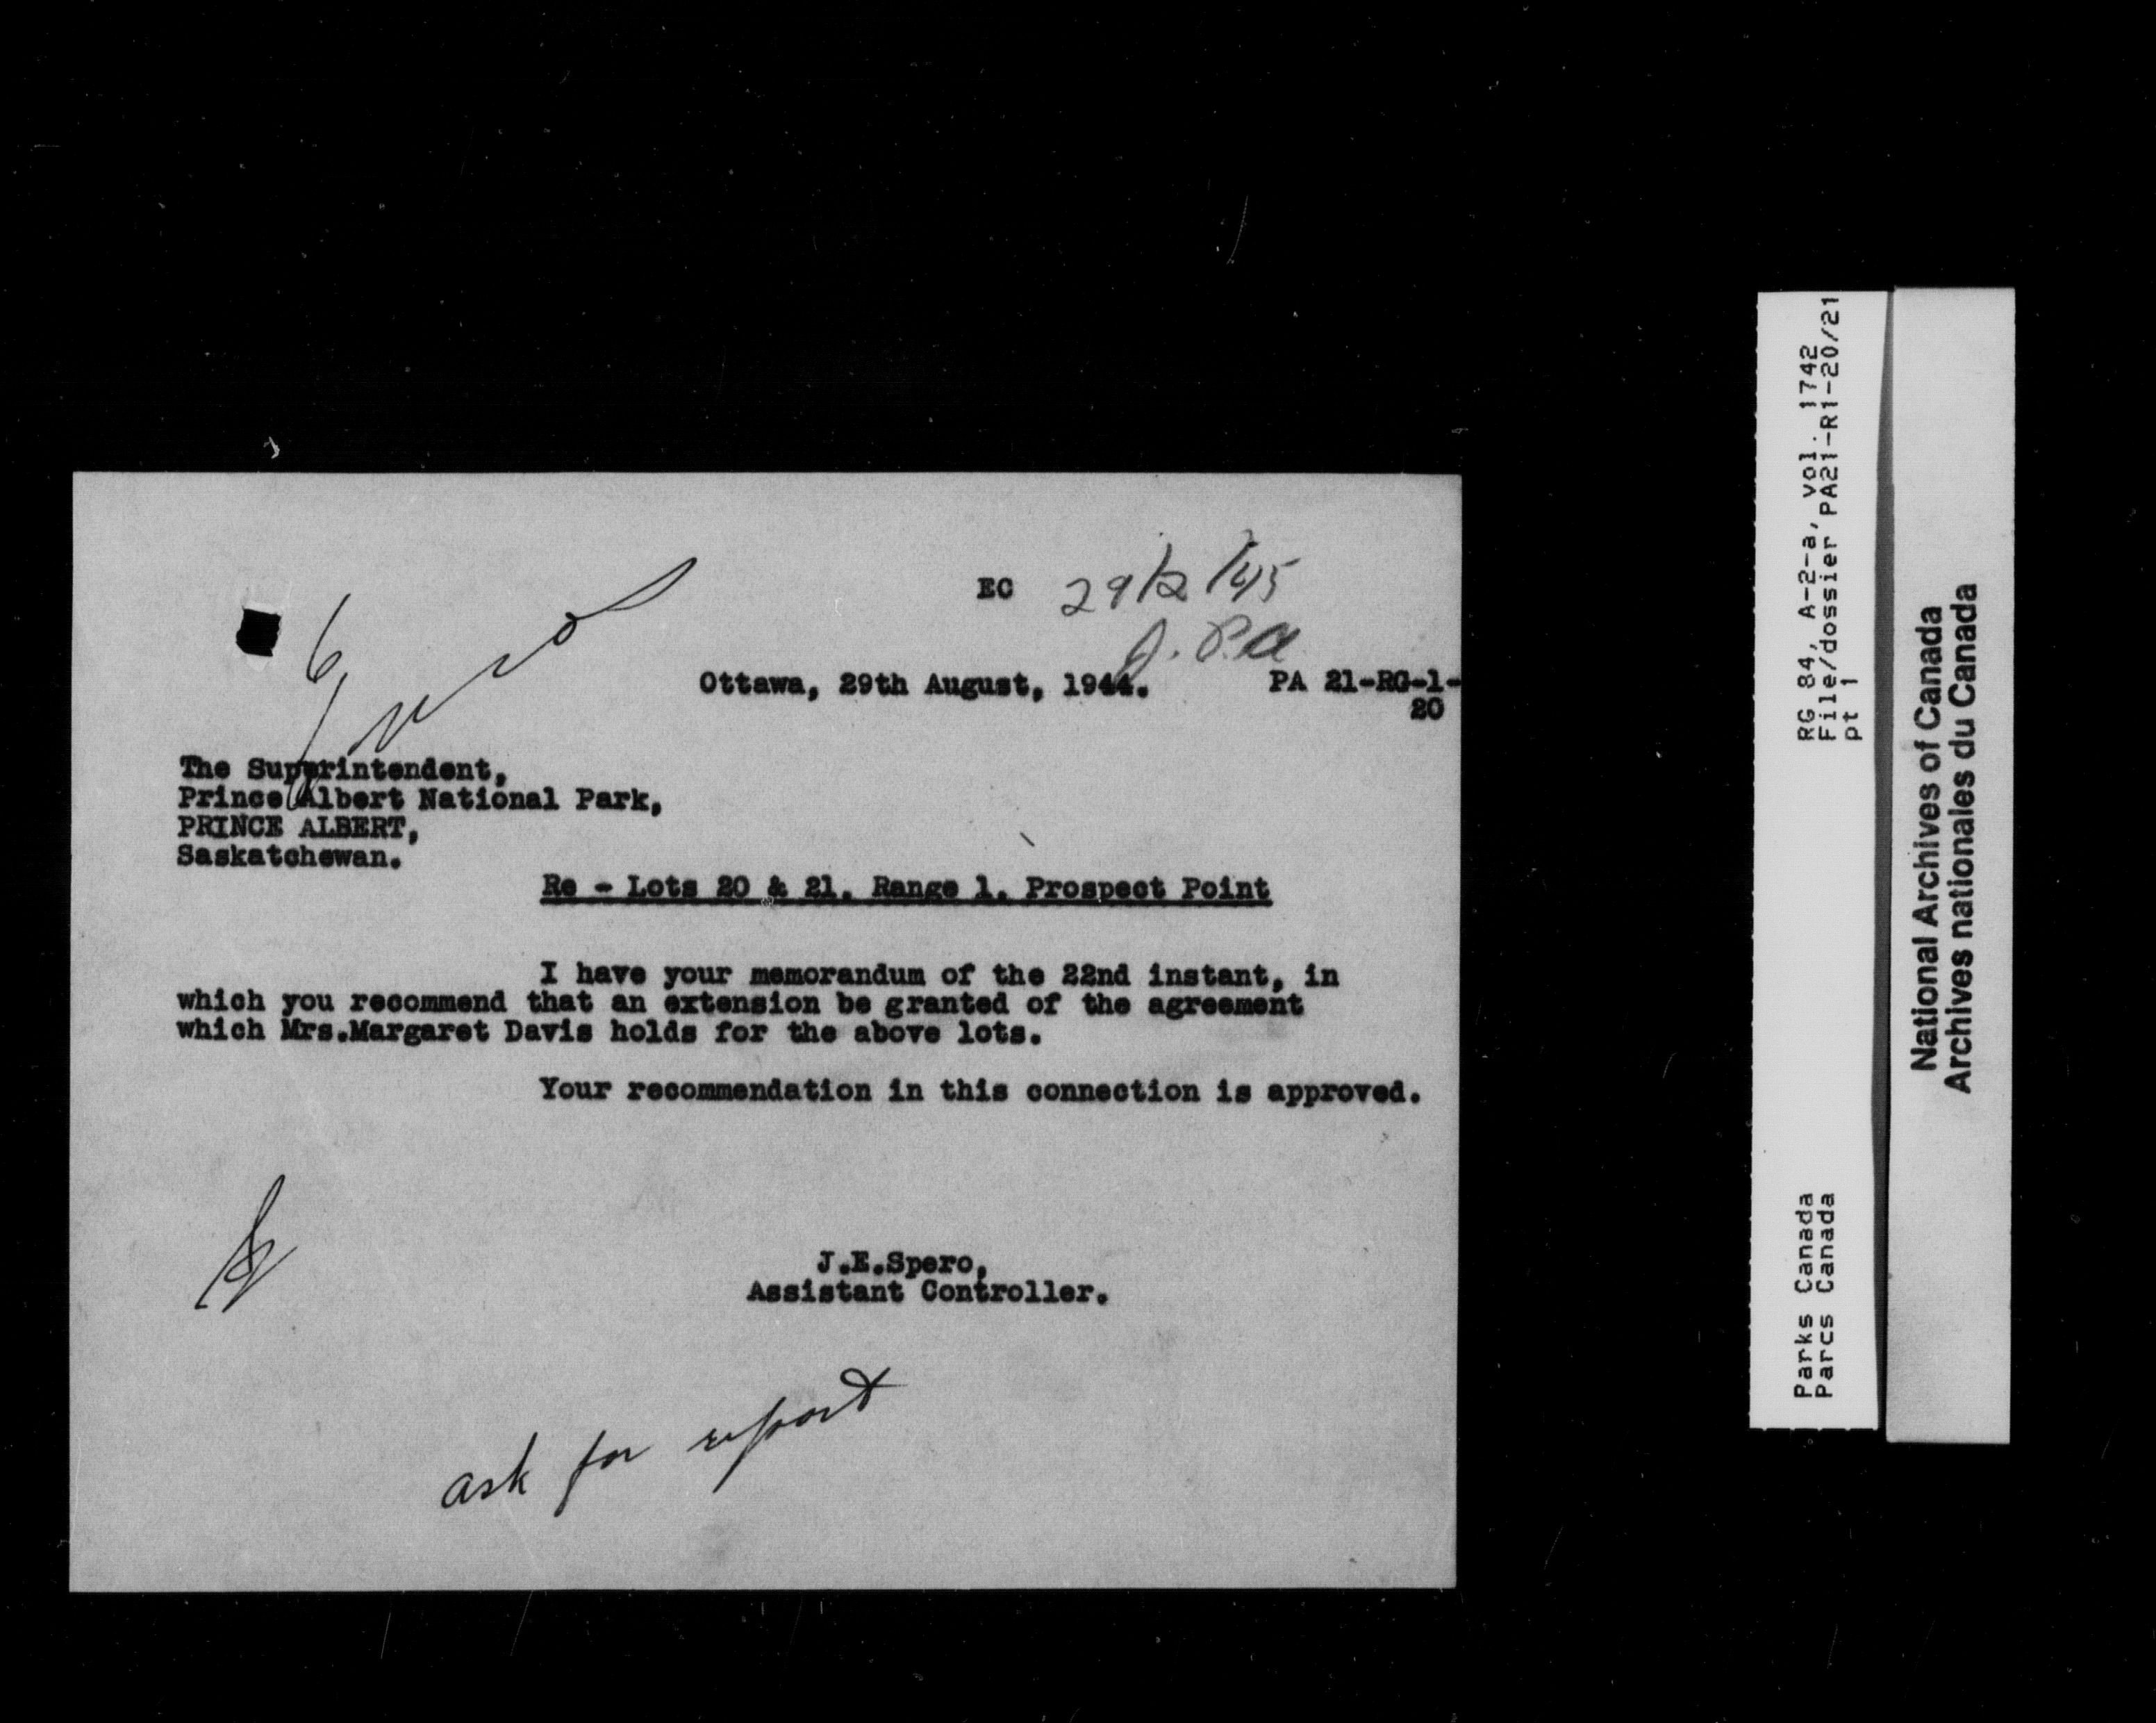 EC
J. P. A
Ottawa, 29th August, 1944. PA 21-RG-1-
20
The Superintendent,
Prince Albert National Park,
PRINCE ALBERT,
Saskatchewan.
Re - Lots 20 & 21. Range 1. Prospect Point
I have your memorandum of the 22nd instant, in
which you recommend that an extension be granted of the agreement
which Mrs.Margaret Davis holds for the above lots.
Your recommendation in this connection is approved.
J.E.Spero,
Assistant Controller.
ask for report
RG 84, A-2-a, vol. 1742
File/dossier PA21-R1-20/21
pt 1
Parks Canada
Parcs Canada
National Archives of Canada
Archives nationales du Canada